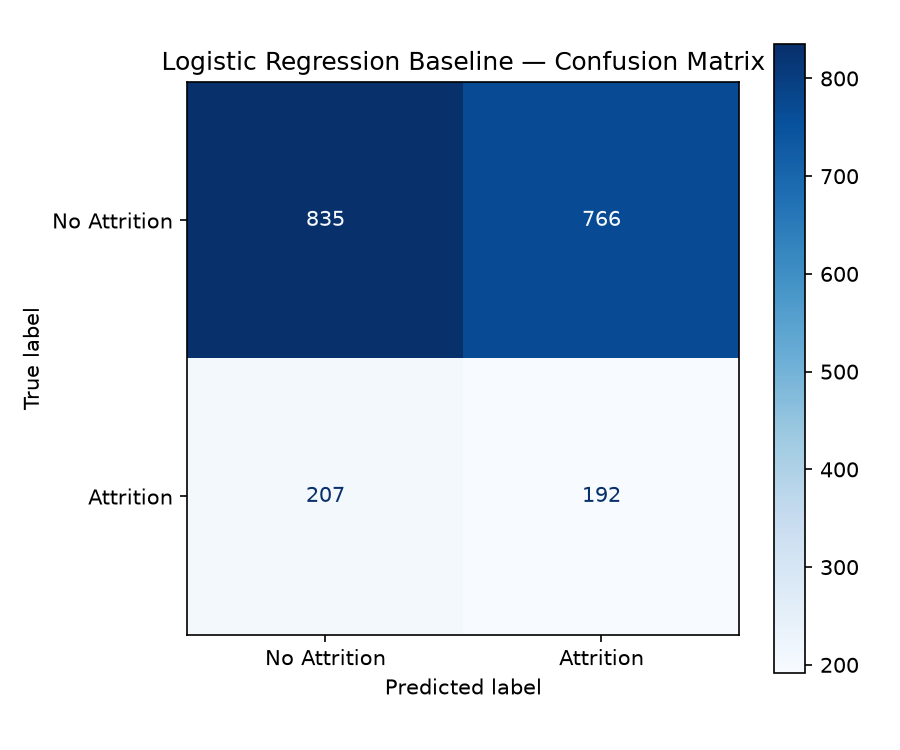 Logistic Regression Baseline — Confusion Matrix
800
700
600
500
400
300
200
True label
No Attrition
835 766
Attrition
207 192
No Attrition Attrition
Predicted label